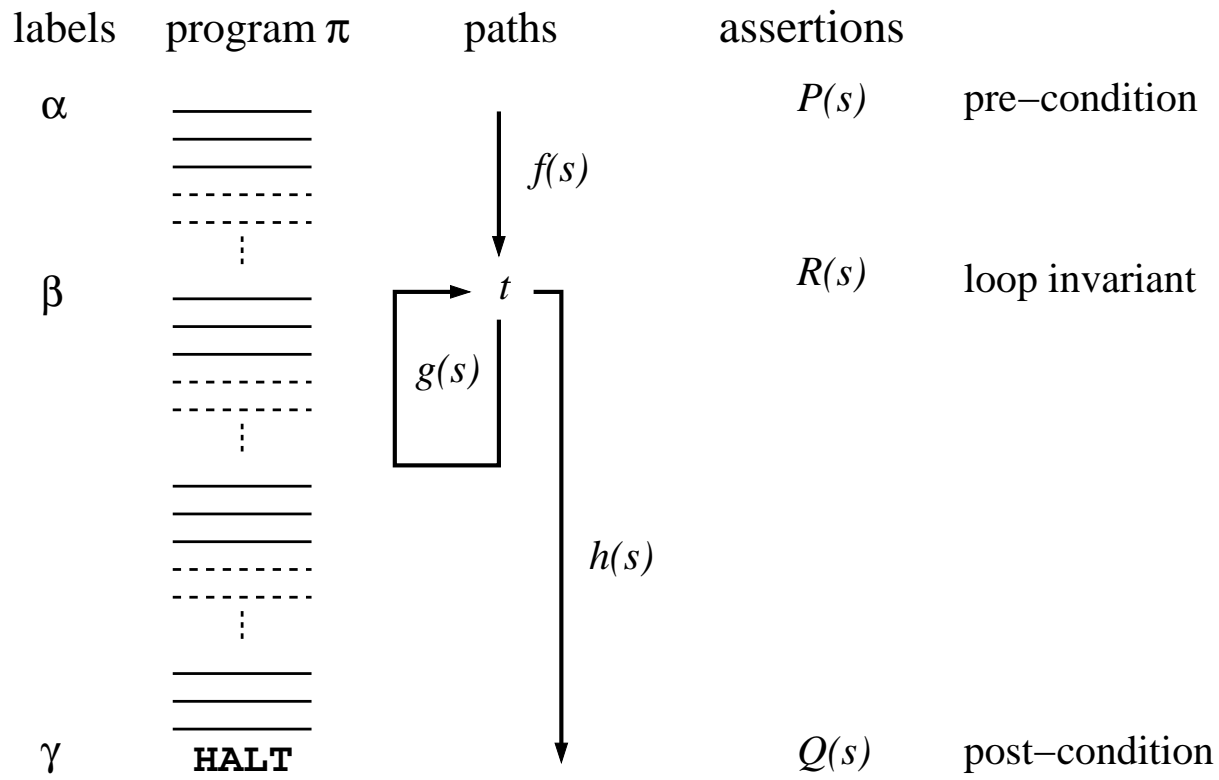 labels program π paths assertions
α P(s) pre−condition
f(s)
β t R(s) loop invariant
g(s)
h(s)
γ HALT Q(s) post−condition